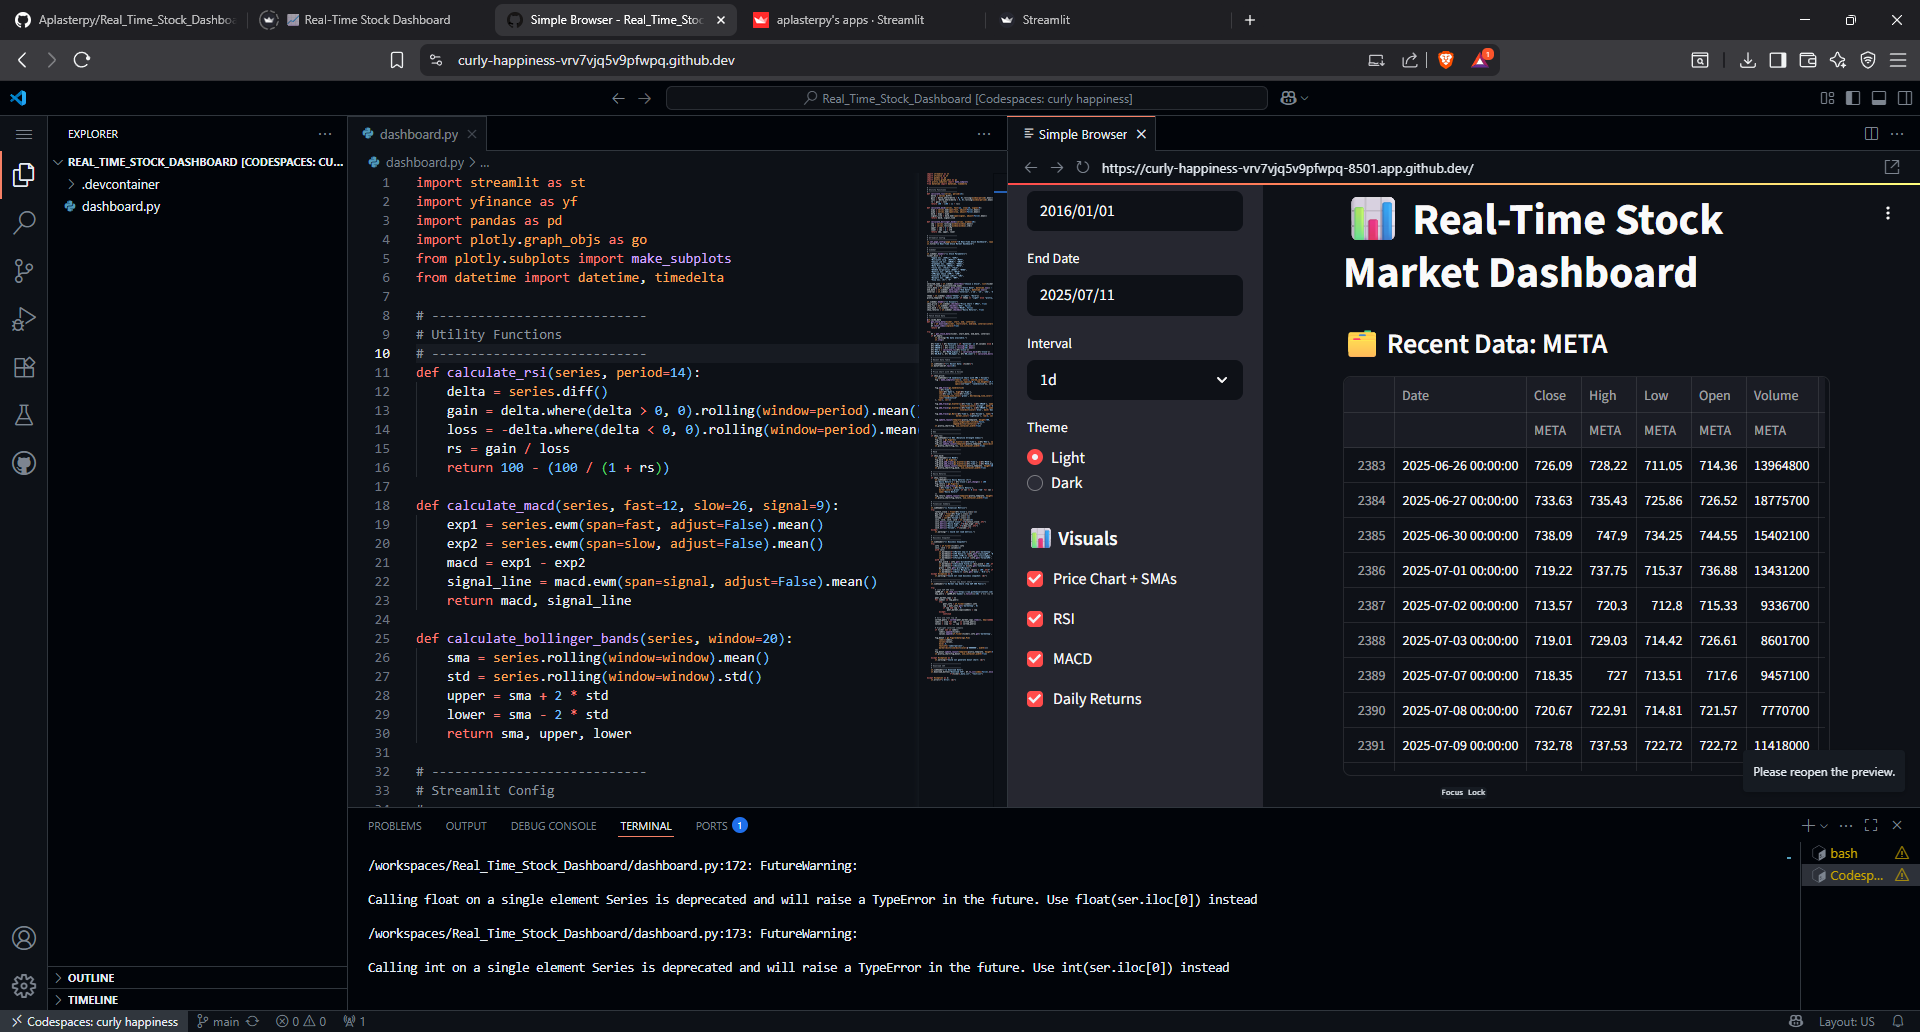 Aplasterpy/Real_Time_Stock_Dashbo
Real-Time Stock Dashboard
Simple Browser - Real_Time_Stoc
aplasterpy's apps · Streamlit
Streamlit
curly-happiness-vrv7vjq5v9pfwpq.github.dev
1
Real_Time_Stock_Dashboard [Codespaces: curly happiness]
EXPLORER
REAL_TIME_STOCK_DASHBOARD [CODESPACES: CU...
.devcontainer
dashboard.py
OUTLINE
TIMELINE
dashboard.py
dashboard.py > ...
1 import streamlit as st
2 import yfinance as yf
3 import pandas as pd
4 import plotly.graph_objs as go
5 from plotly.subplots import make_subplots
6 from datetime import datetime, timedelta
7
8 # ----------------------------
9 # Utility Functions
10 # ----------------------------
11 def calculate_rsi(series, period=14):
12 delta = series.diff()
13 gain = delta.where(delta > 0, 0).rolling(window=period).mean()
14 loss = -delta.where(delta < 0, 0).rolling(window=period).mean
15 rs = gain / loss
16 return 100 - (100 / (1 + rs))
17
18 def calculate_macd(series, fast=12, slow=26, signal=9):
19 exp1 = series.ewm(span=fast, adjust=False).mean()
20 exp2 = series.ewm(span=slow, adjust=False).mean()
21 macd = exp1 - exp2
22 signal_line = macd.ewm(span=signal, adjust=False).mean()
23 return macd, signal_line
24
25 def calculate_bollinger_bands(series, window=20):
26 sma = series.rolling(window=window).mean()
27 std = series.rolling(window=window).std()
28 upper = sma + 2 * std
29 lower = sma - 2 * std
30 return sma, upper, lower
31
32 # ----------------------------
33 # Streamlit Config
Simple Browser
https://curly-happiness-vrv7vjq5v9pfwpq-8501.app.github.dev/
2016/01/01
End Date
2025/07/11
Interval
1d
Theme
Light
Dark
Visuals
Price Chart + SMAs
RSI
MACD
Daily Returns
Real-Time Stock
Market Dashboard
Recent Data: META
Date Close High Low Open Volume
META META META META META
2383 2025-06-26 00:00:00 726.09 728.22 711.05 714.36 13964800
2384 2025-06-27 00:00:00 733.63 735.43 725.86 726.52 18775700
2385 2025-06-30 00:00:00 738.09 747.9 734.25 744.55 15402100
2386 2025-07-01 00:00:00 719.22 737.75 715.37 736.88 13431200
2387 2025-07-02 00:00:00 713.57 720.3 712.8 715.33 9336700
2388 2025-07-03 00:00:00 719.01 729.03 714.42 726.61 8601700
2389 2025-07-07 00:00:00 718.35 727 713.51 717.6 9457100
2390 2025-07-08 00:00:00 720.67 722.91 714.81 721.57 7770700
2391 2025-07-09 00:00:00 732.78 737.53 722.72 722.72 11418000
Please reopen the preview.
Focus Lock
PROBLEMS OUTPUT DEBUG CONSOLE TERMINAL PORTS 1
/workspaces/Real_Time_Stock_Dashboard/dashboard.py:172: FutureWarning:
Calling float on a single element Series is deprecated and will raise a TypeError in the future. Use float(ser.iloc[0]) instead
/workspaces/Real_Time_Stock_Dashboard/dashboard.py:173: FutureWarning:
Calling int on a single element Series is deprecated and will raise a TypeError in the future. Use int(ser.iloc[0]) instead
bash
Codesp...
Codespaces: curly happiness
main
0 0
1
Layout: US